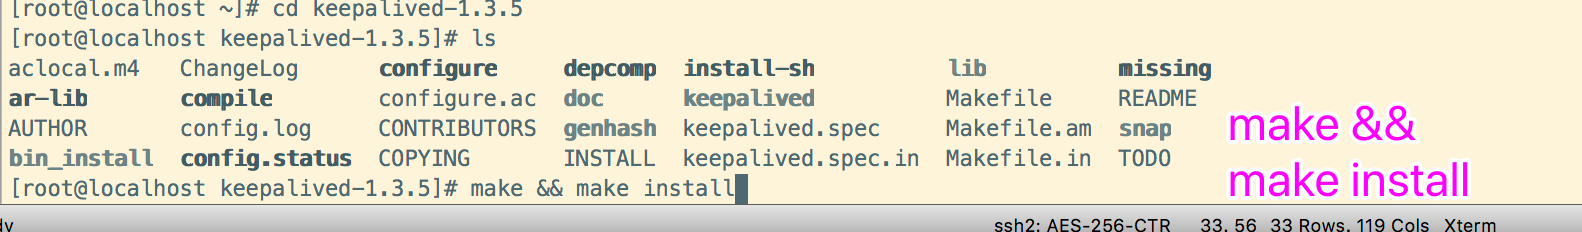 [root@localhost ~]# cd keepalived-1.3.5
[root@localhost keepalived-1.3.5]# ls
aclocal.m4 ChangeLog configure depcomp install-sh lib missing
ar-lib compile configure.ac doc keepalived Makefile README
AUTHOR config.log CONTRIBUTORS genhash keepalived.spec Makefile.am snap
bin_install config.status COPYING INSTALL keepalived.spec.in Makefile.in TODO
[root@localhost keepalived-1.3.5]# make && make install
make &&
make install
ssh2: AES-256-CTR 33, 56 33 Rows, 119 Cols Xterm